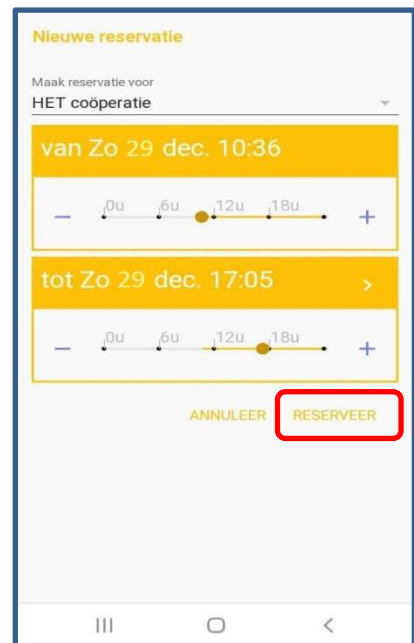 Nieuwe reservatie
Maak reservatie voor
HET coöperatie
van Zo 29 dec. 10:36
0u 6u 12u 18u
− +
tot Zo 29 dec. 17:05 >
0u 6u 12u 18u
− +
ANNULEER RESERVEER